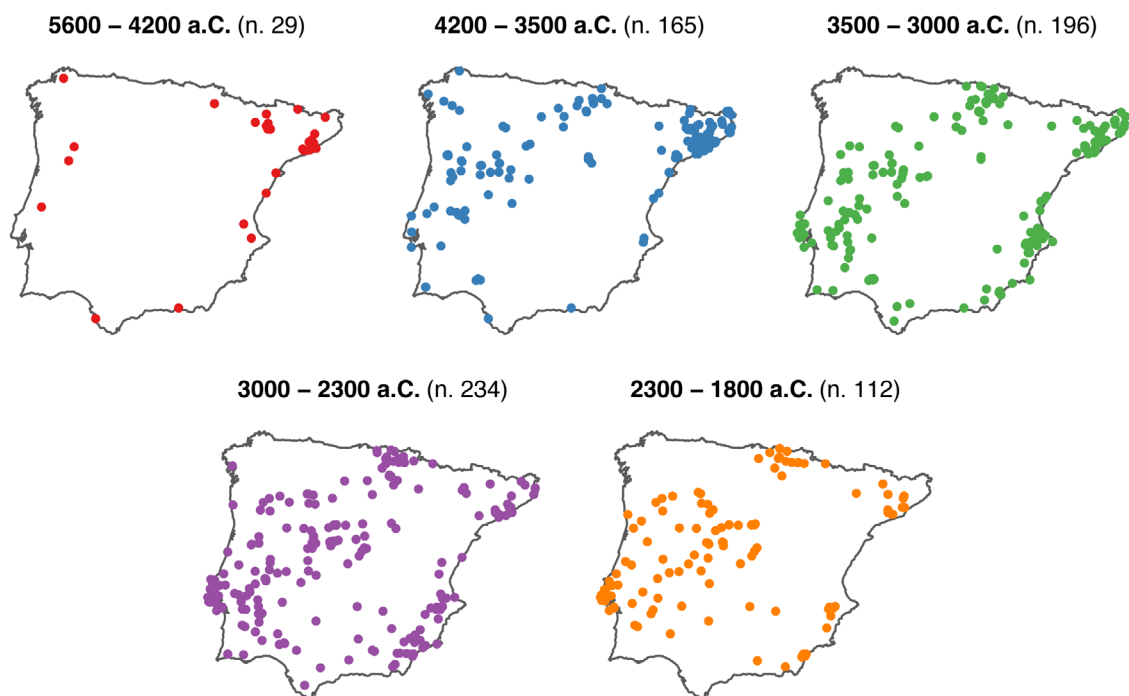 5600 – 4200 a.C. (n. 29)
4200 – 3500 a.C. (n. 165)
3500 – 3000 a.C. (n. 196)
3000 – 2300 a.C. (n. 234)
2300 – 1800 a.C. (n. 112)